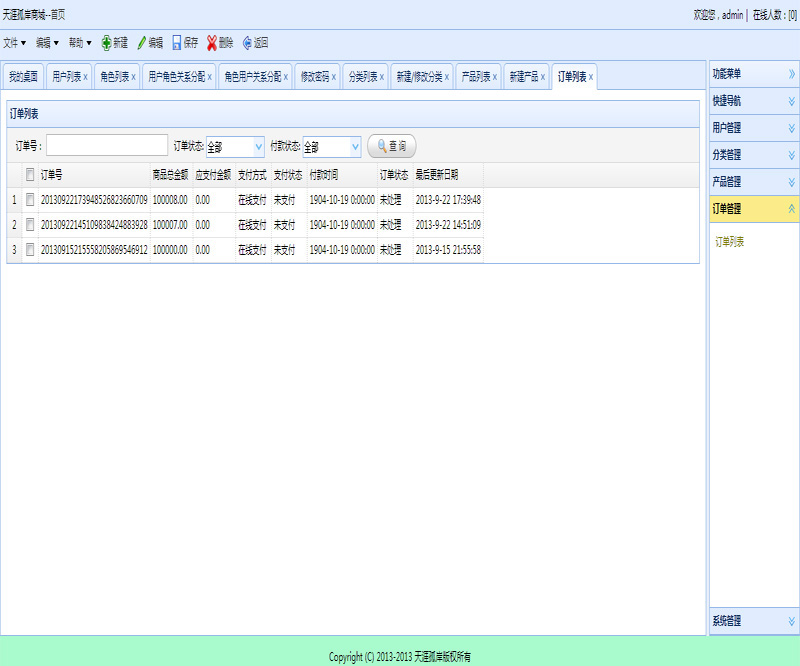 天涯孤岸商城--首页
欢迎您，admin | 在线人数：[0]
文件 编辑 帮助 新建 编辑 保存 删除 返回
我的桌面 用户列表 x 角色列表 x 用户角色关系分配 x 角色用户关系分配 x 修改密码 x 分类列表 x 新建/修改分类 x 产品列表 x 新建产品 x 订单列表 x
订单列表
订单号： 订单状态: 全部 付款状态: 全部 查 询
订单号 商品总金额 应支付金额 支付方式 支付状态 付款时间 订单状态 最后更新日期
1 20130922173948526823660709 100008.00 0.00 在线支付 未支付 1904-10-19 0:00:00 未处理 2013-9-22 17:39:48
2 20130922145109838424883928 100007.00 0.00 在线支付 未支付 1904-10-19 0:00:00 未处理 2013-9-22 14:51:09
3 20130915215558205869546912 100000.00 0.00 在线支付 未支付 1904-10-19 0:00:00 未处理 2013-9-15 21:55:58
功能菜单
快捷导航
用户管理
分类管理
产品管理
订单管理
订单列表
系统管理
Copyright (C) 2013-2013 天涯孤岸版权所有